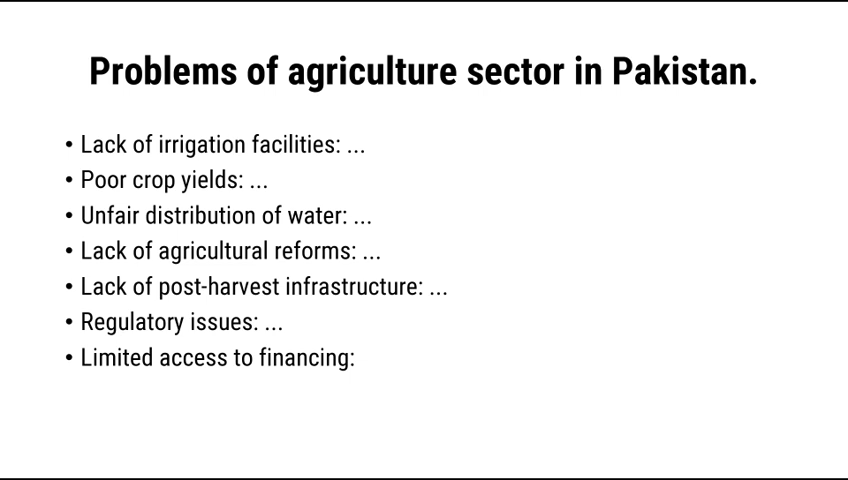 Problems of agriculture sector in Pakistan.
• Lack of irrigation facilities: ...
• Poor crop yields: ...
• Unfair distribution of water: ...
• Lack of agricultural reforms: ...
• Lack of post-harvest infrastructure: ...
• Regulatory issues: ...
• Limited access to financing: